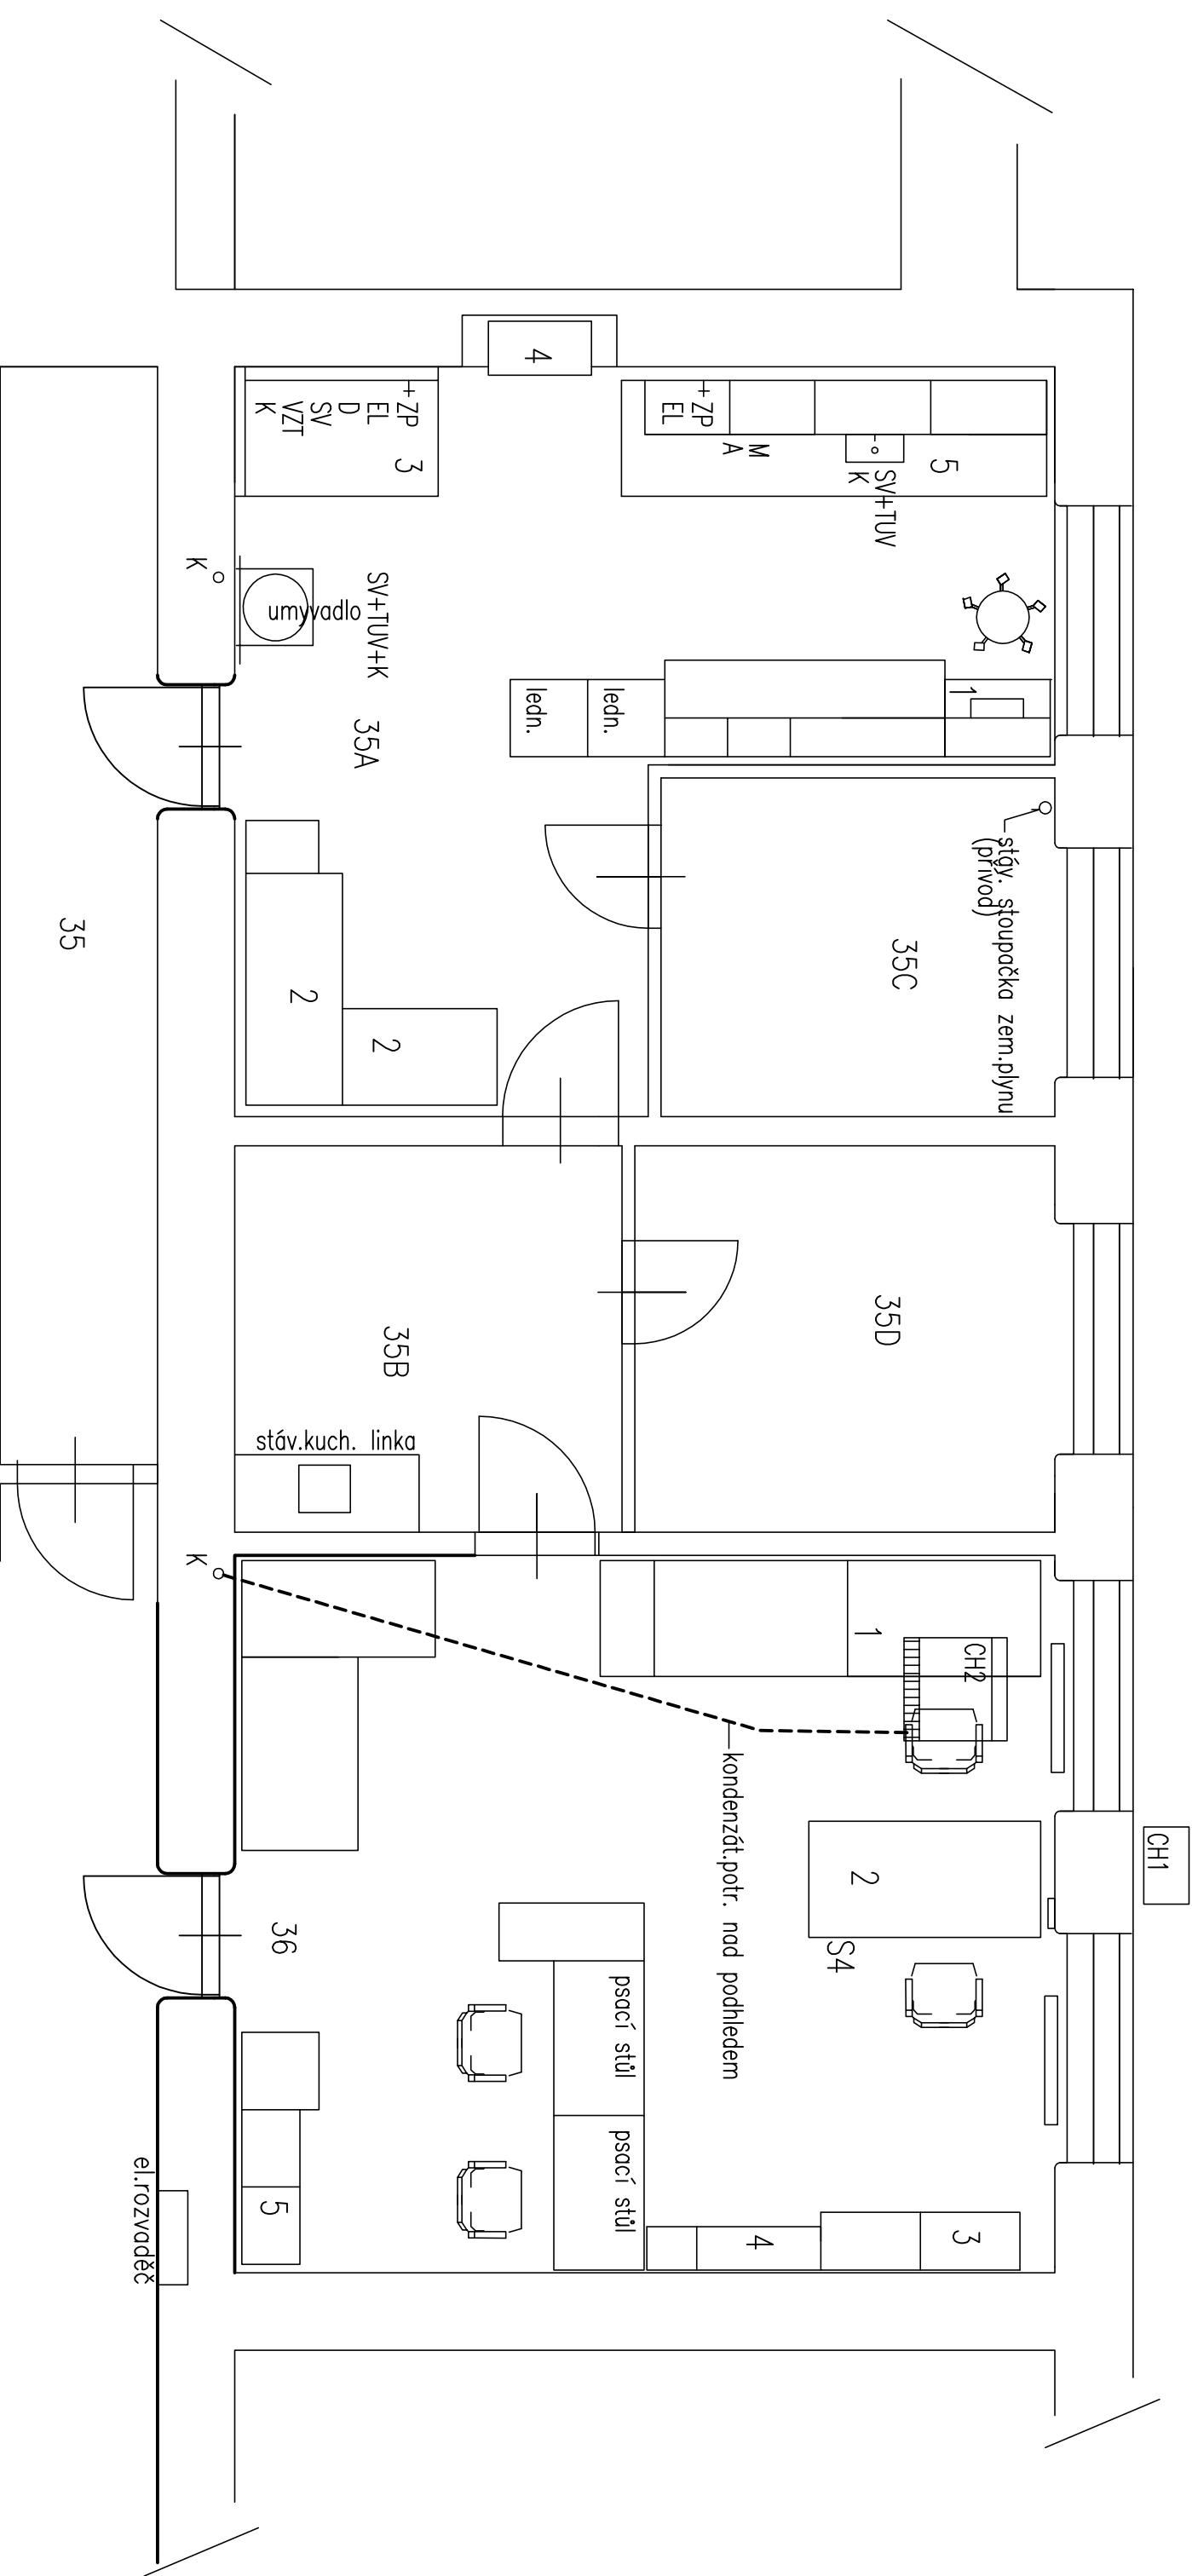 4
+ZP
EL
D
SV
VZT
K
3
+ZP
EL
M
A
5
SV+TUV
K
K
umyvadlo
SV+TUV+K
35A
ledn.
ledn.
1
stáv. stoupačka zem.plynu
(přívod)
35C
35
2
2
35B
35D
stáv.kuch. linka
K
1
CH2
kondenzát.potr. nad podhledem
2
CH1
S4
36
psací stůl
psací stůl
5
4
3
el.rozvaděč